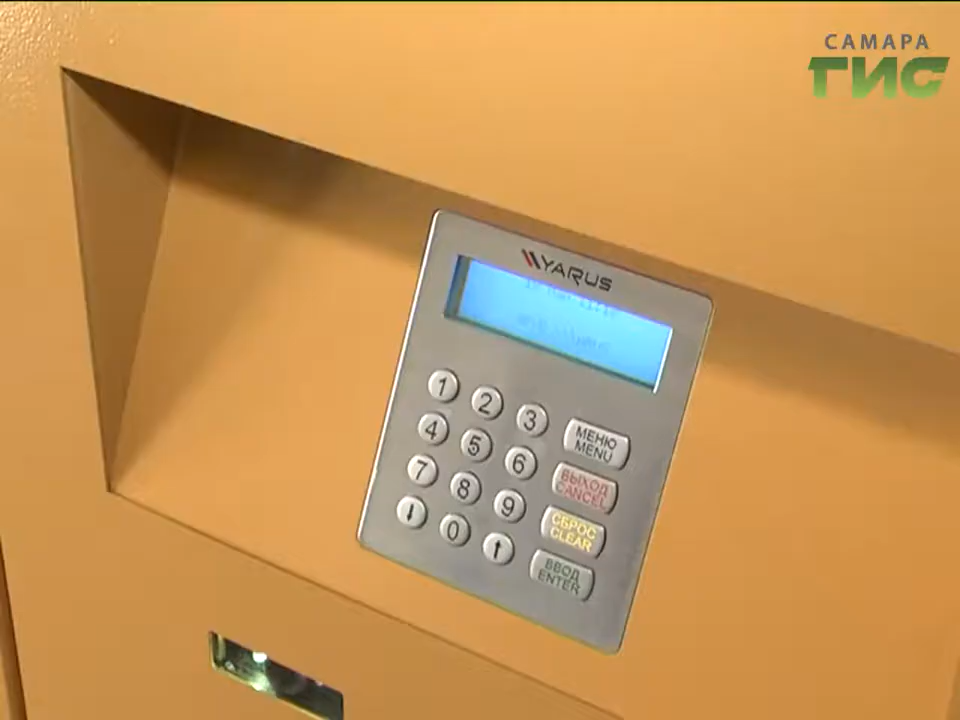 САМАРА
ГИС
YARUS
1 2 3
МЕНЮ
MENU
4 5 6
ВЫХОД
CANCEL
7 8 9
СБРОС
CLEAR
↓ 0 ↑
ВВОД
ENTER